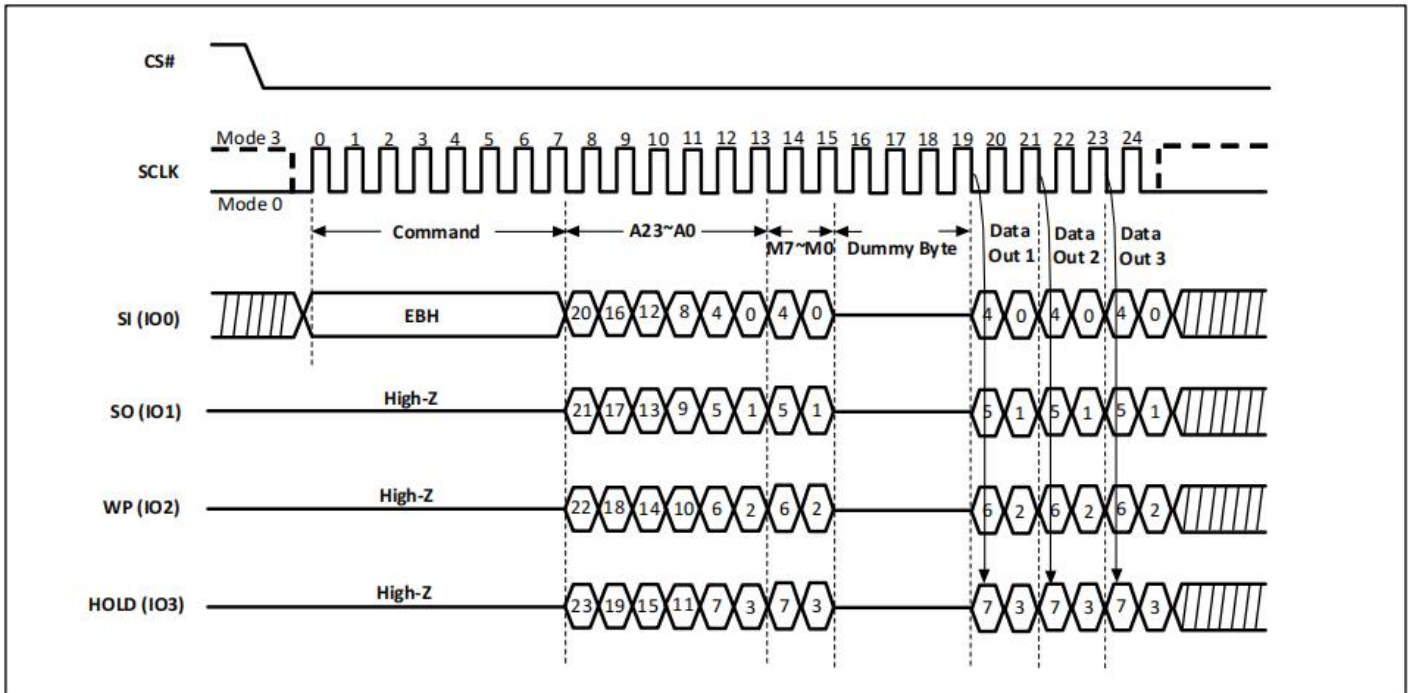 CS#
Mode 3 0 1 2 3 4 5 6 7 8 9 10 11 12 13 14 15 16 17 18 19 20 21 22 23 24
SCLK
Mode 0
Command A23~A0 M7~M0 Dummy Byte Data Out 1 Data Out 2 Data Out 3
SI (IO0) EBH 20 16 12 8 4 0 4 0 4 0 4 0 4 0
SO (IO1) High-Z 21 17 13 9 5 1 5 1 5 1 5 1 5 1
WP (IO2) High-Z 22 18 14 10 6 2 6 2 6 2 6 2 6 2
HOLD (IO3) High-Z 23 19 15 11 7 3 7 3 7 3 7 3 7 3